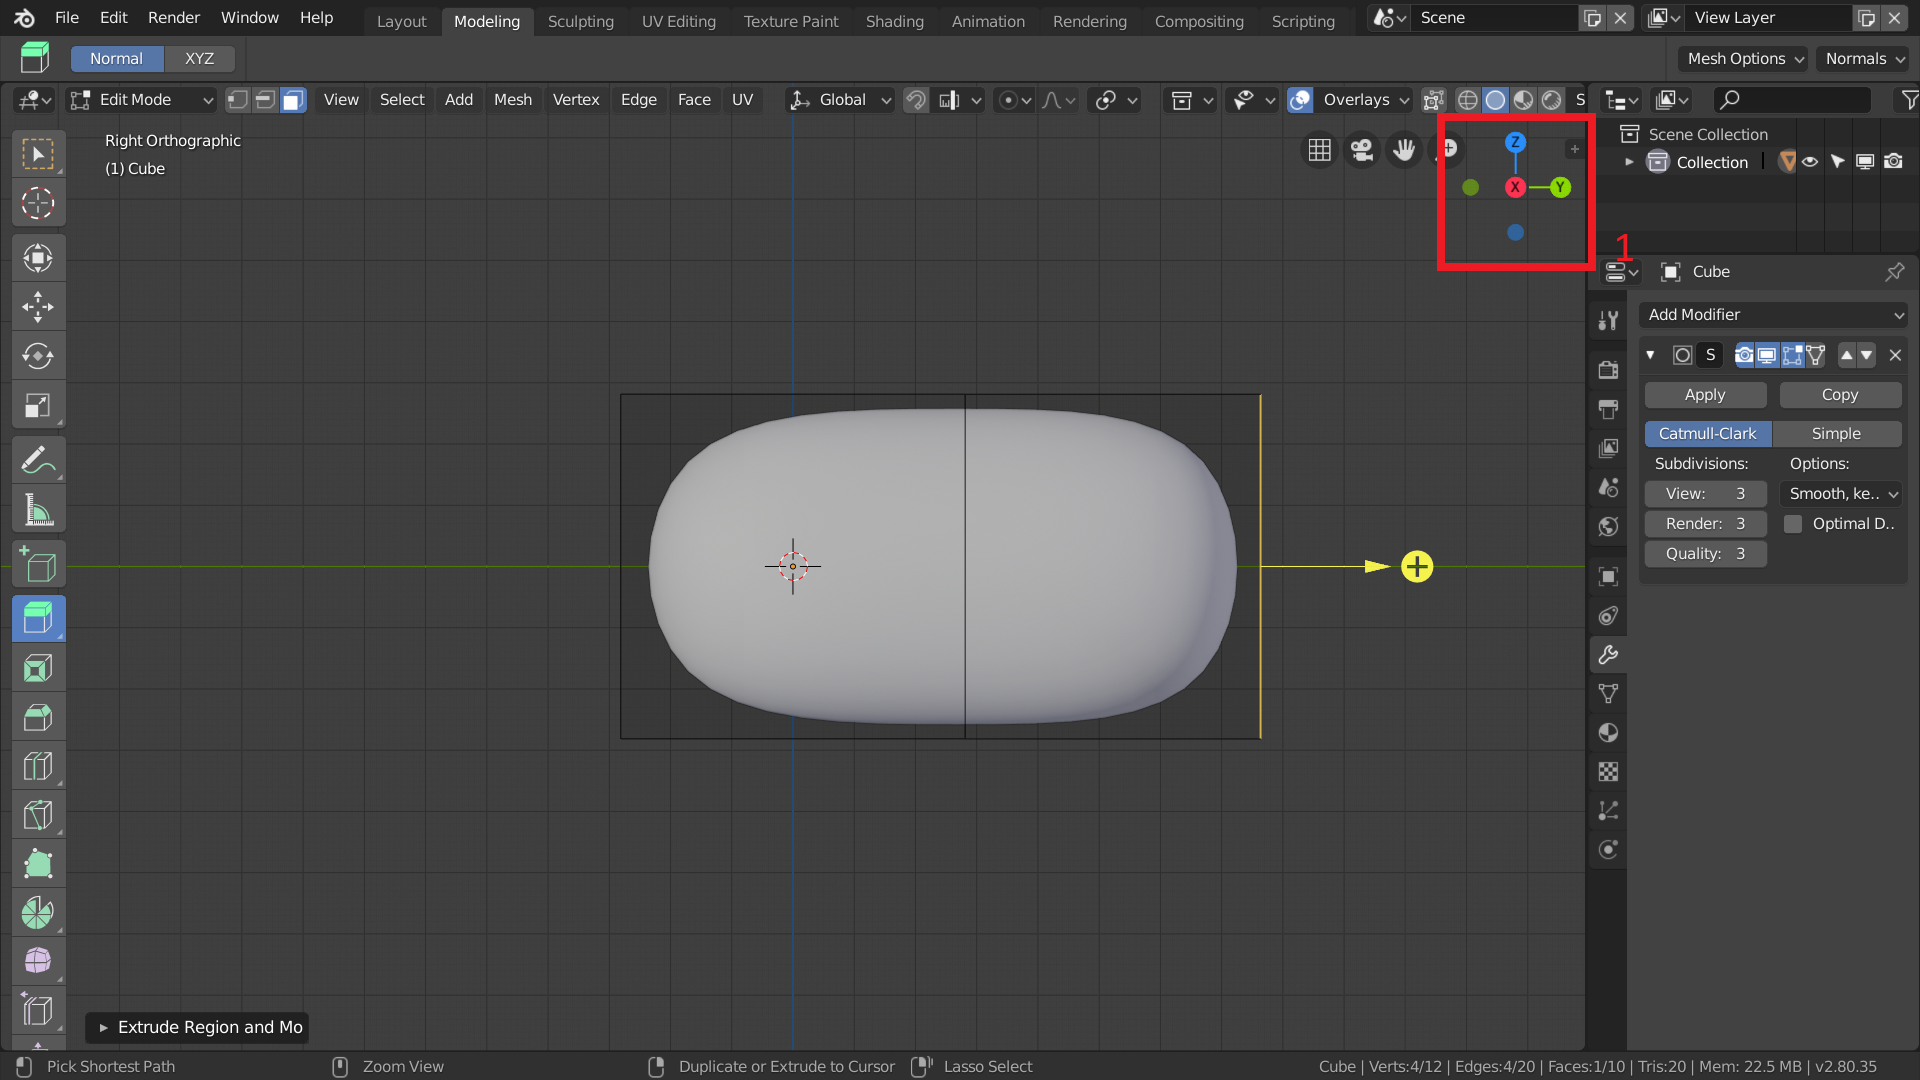 File Edit Render Window Help Layout Modeling Sculpting UV Editing Texture Paint Shading Animation Rendering Compositing Scripting Scene View Layer
Normal XYZ Mesh Options Normals
Edit Mode View Select Add Mesh Vertex Edge Face UV Global Overlays S
Right Orthographic
(1) Cube
Z
X Y
1
Scene Collection
Collection
Cube
Add Modifier
S
Apply Copy
Catmull-Clark Simple
Subdivisions: Options:
View: 3 Smooth, ke..
Render: 3 Optimal D..
Quality: 3
Extrude Region and Mo
Pick Shortest Path Zoom View Duplicate or Extrude to Cursor Lasso Select Cube | Verts:4/12 | Edges:4/20 | Faces:1/10 | Tris:20 | Mem: 22.5 MB | v2.80.35